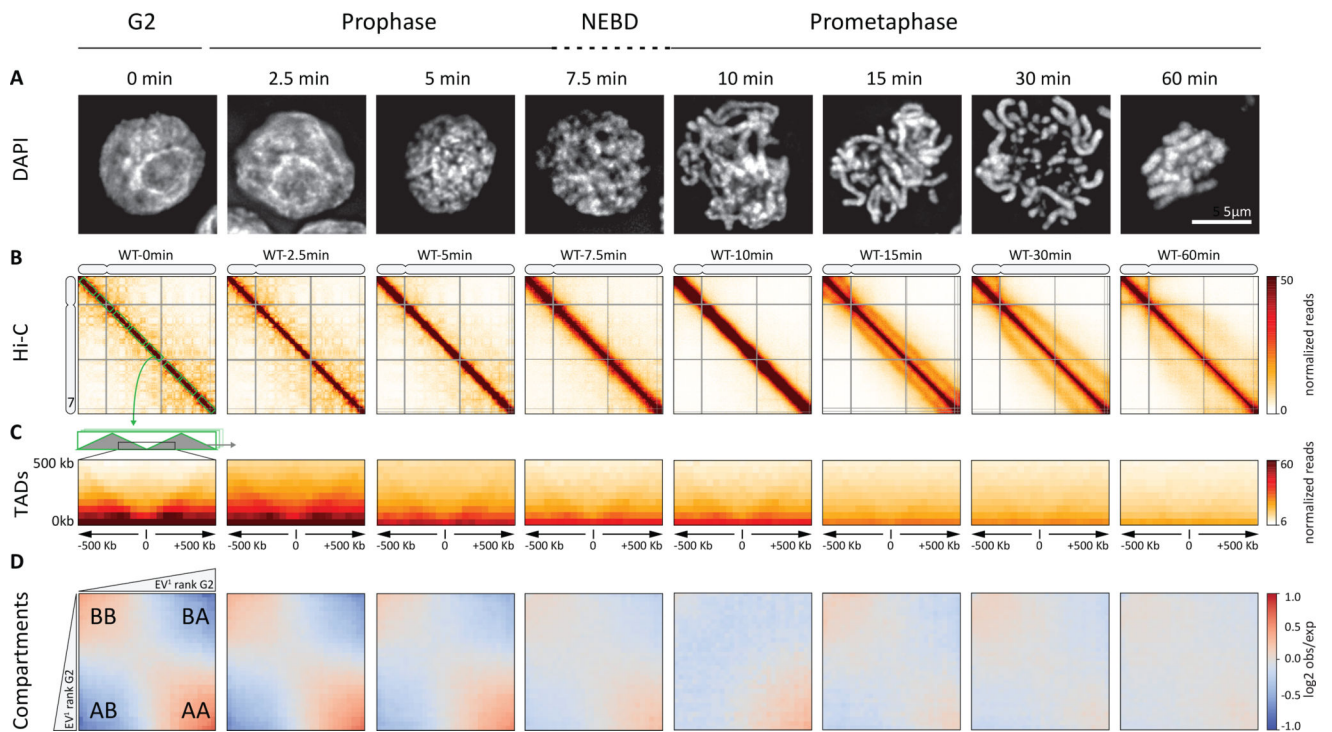 G2 Prophase NEBD Prometaphase
A 0 min 2.5 min 5 min 7.5 min 10 min 15 min 30 min 60 min
DAPI
5 5µm
B WT-0min WT-2.5min WT-5min WT-7.5min WT-10min WT-15min WT-30min WT-60min
Hi-C
7
50
normalized reads
0
C
TADs
500 kb
0kb
60
normalized reads
6
-500 Kb 0 +500 Kb -500 Kb 0 +500 Kb -500 Kb 0 +500 Kb -500 Kb 0 +500 Kb -500 Kb 0 +500 Kb -500 Kb 0 +500 Kb -500 Kb 0 +500 Kb -500 Kb 0 +500 Kb
D
EV¹ rank G2
Compartments
EV¹ rank G2
BB BA
AB AA
1.0
0.5
0.0
-0.5
-1.0
log2 obs/exp